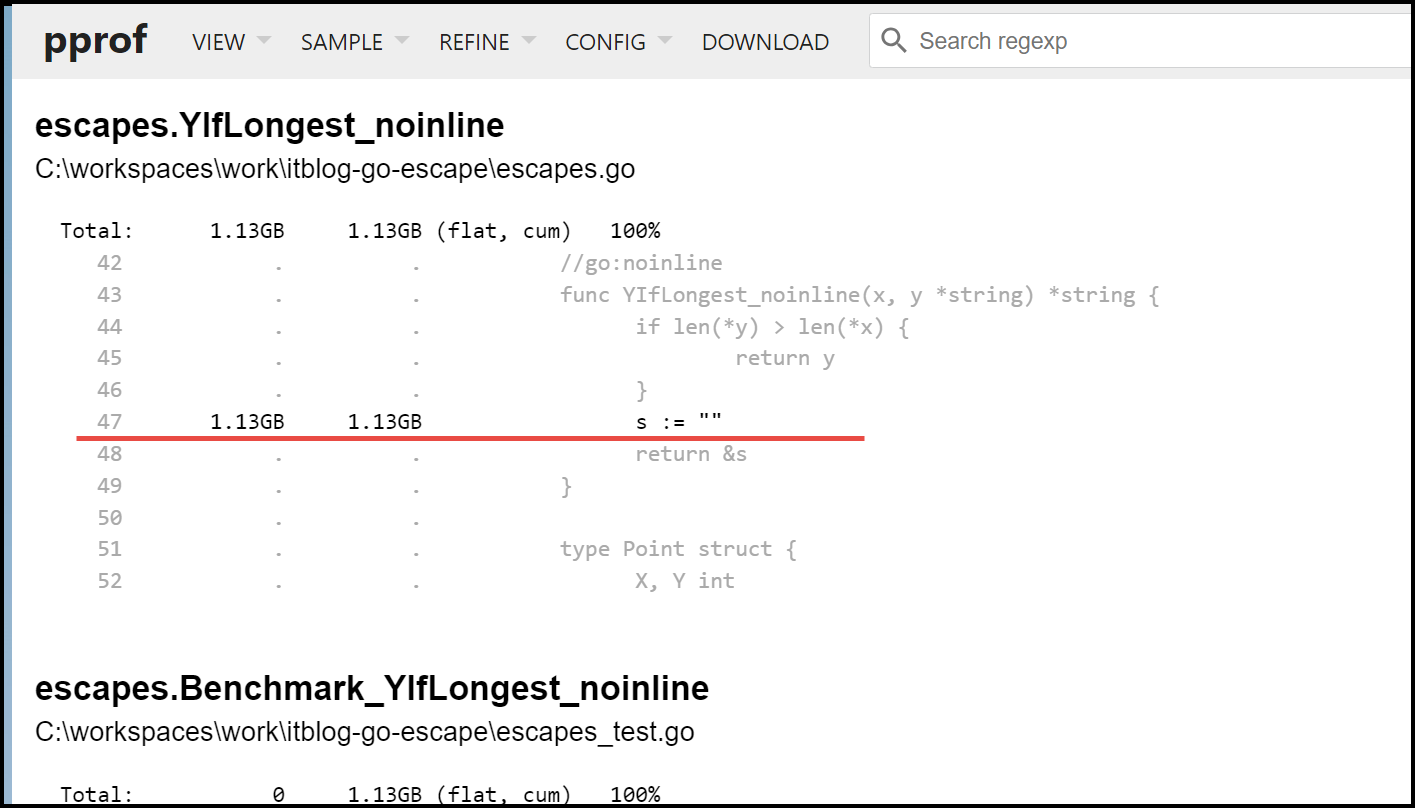 pprof VIEW SAMPLE REFINE CONFIG DOWNLOAD Search regexp
escapes.YIfLongest_noinline
C:\workspaces\work\itblog-go-escape\escapes.go
Total: 1.13GB 1.13GB (flat, cum) 100%
42 . . //go:noinline
43 . . func YIfLongest_noinline(x, y *string) *string {
44 . . if len(*y) > len(*x) {
45 . . return y
46 . . }
47 1.13GB 1.13GB s := ""
48 . . return &s
49 . . }
50 . .
51 . . type Point struct {
52 . . X, Y int
escapes.Benchmark_YIfLongest_noinline
C:\workspaces\work\itblog-go-escape\escapes_test.go
Total: 0 1.13GB (flat, cum) 100%